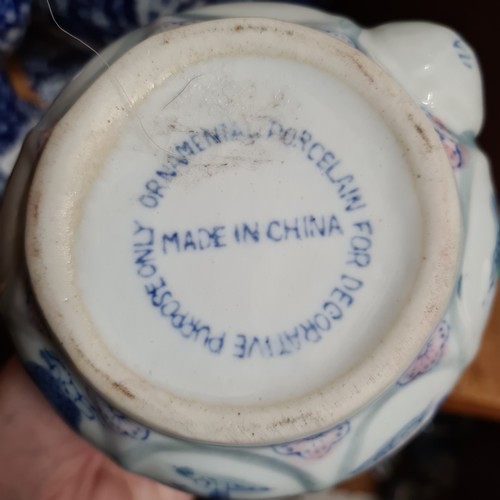 ORNAMENTAL PORCELAIN FOR DECORATIVE PURPOSE ONLY
MADE IN CHINA